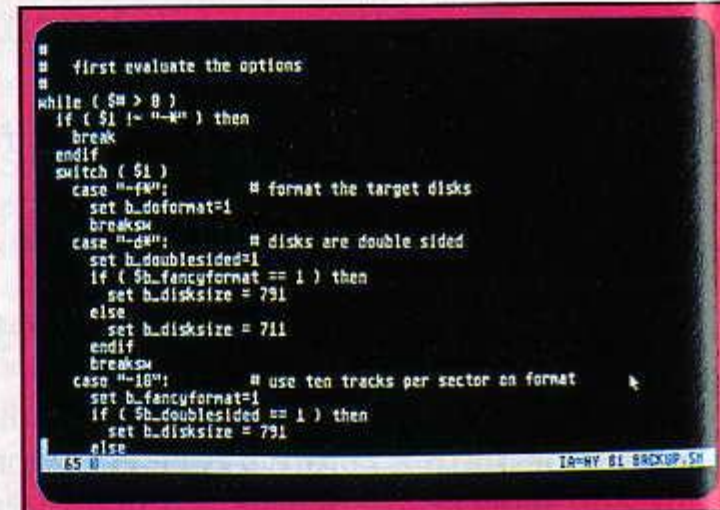 #
#   first evaluate the options
#
while ( $# > 0 )
  if ( $1 !~ "-*" ) then
    break
  endif
  switch ( $1 )
    case "-f*":          # format the target disks
      set b_doformat=1
      breaksw
    case "-d*":          # disks are double sided
      set b_doublesided=1
      if ( $b_fancyformat == 1 ) then
        set b_disksize = 791
      else
        set b_disksize = 711
      endif
      breaksw
    case "-10":          # use ten tracks per sector on format
      set b_fancyformat=1
      if ( $b_doublesided == 1 ) then
        set b_disksize = 791
      else
65 IA=HY 81 BACKUP.SH